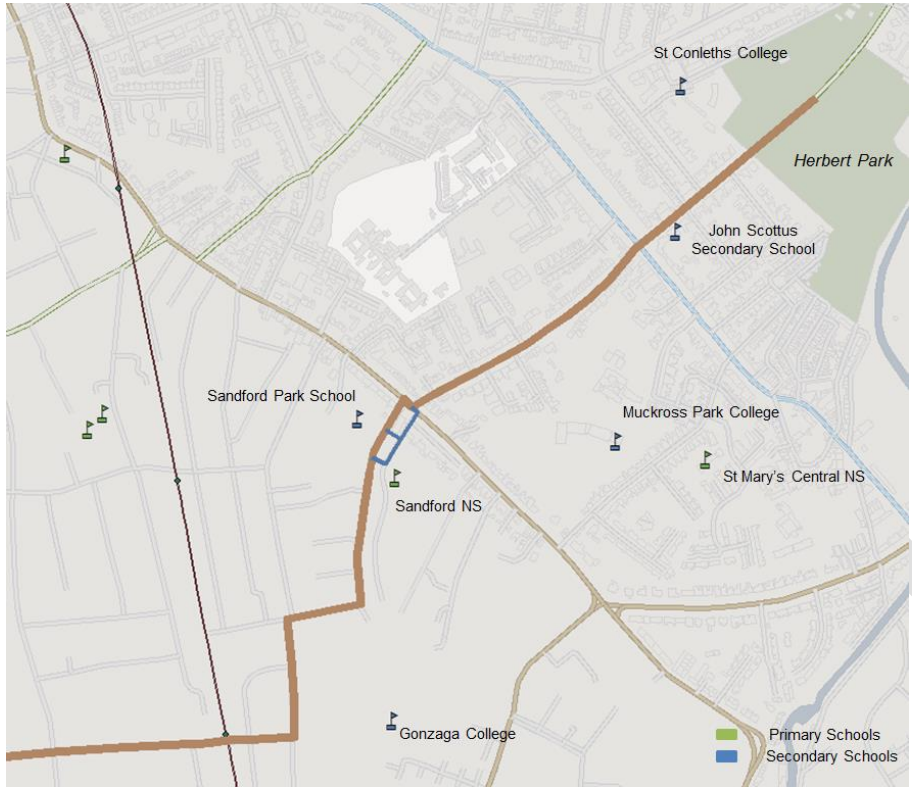 St Conleths College
Herbert Park
John Scottus
Secondary School
Sandford Park School
Muckross Park College
St Mary's Central NS
Sandford NS
Gonzaga College
Primary Schools
Secondary Schools